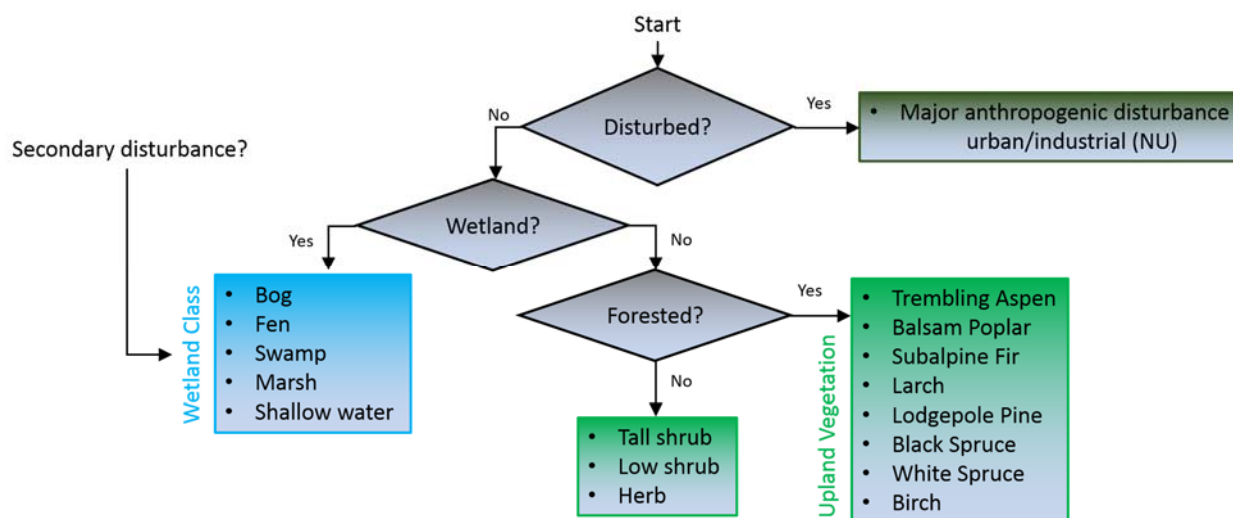 Start
Disturbed?
Yes
• Major anthropogenic disturbance
urban/industrial (NU)
No
Secondary disturbance?
Wetland?
Yes
No
Wetland Class
• Bog
• Fen
• Swamp
• Marsh
• Shallow water
Forested?
Yes
No
• Tall shrub
• Low shrub
• Herb
Upland Vegetation
• Trembling Aspen
• Balsam Poplar
• Subalpine Fir
• Larch
• Lodgepole Pine
• Black Spruce
• White Spruce
• Birch